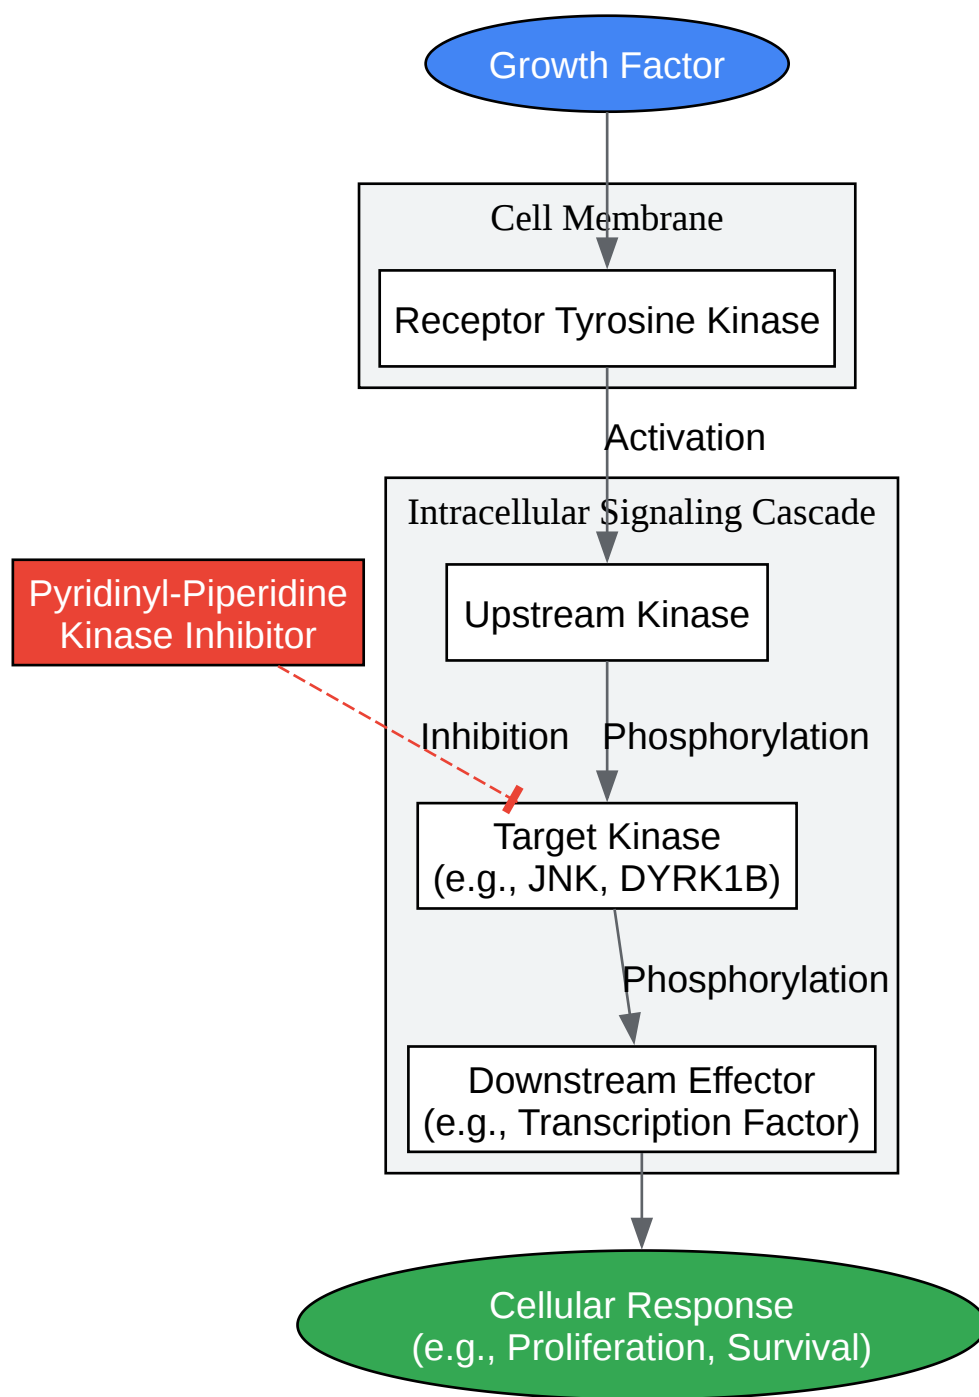 Growth Factor
Cell Membrane
Receptor Tyrosine Kinase
Activation
Intracellular Signaling Cascade
Pyridinyl-Piperidine
Kinase Inhibitor
Upstream Kinase
Inhibition
Phosphorylation
Target Kinase
(e.g., JNK, DYRK1B)
Phosphorylation
Downstream Effector
(e.g., Transcription Factor)
Cellular Response
(e.g., Proliferation, Survival)